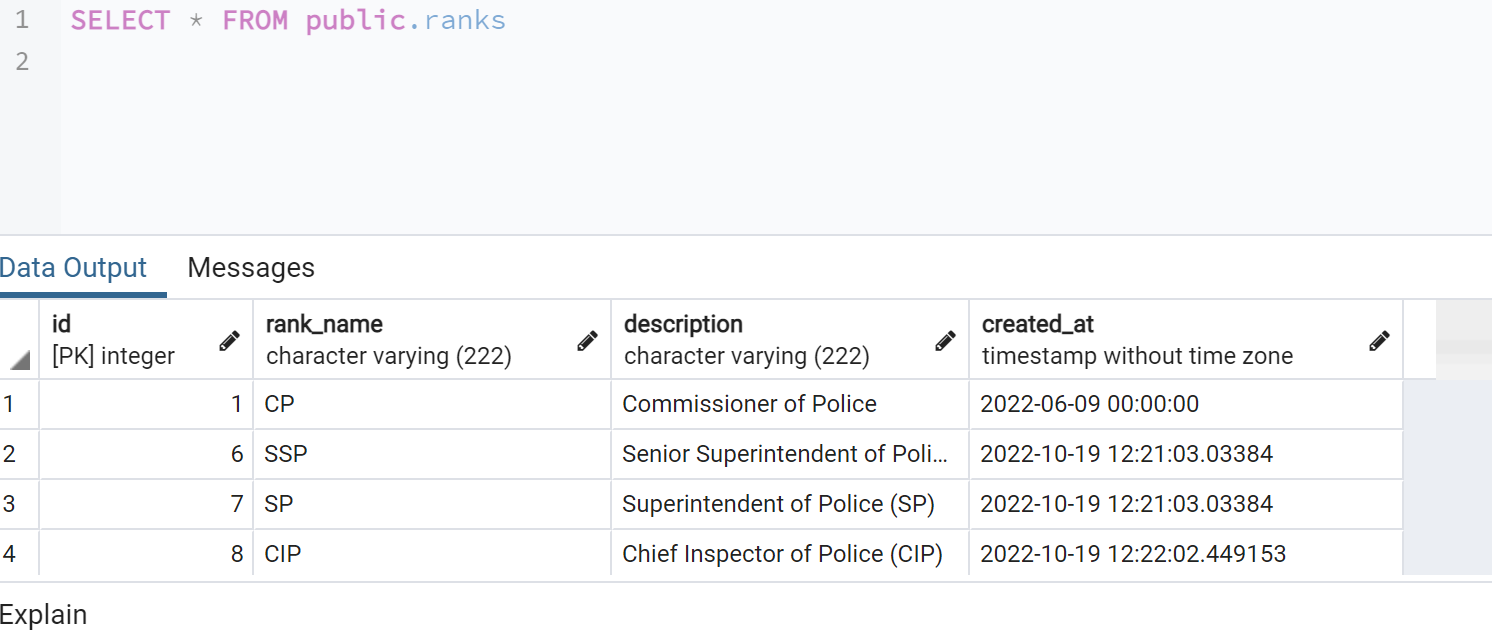 1 SELECT * FROM public.ranks
2
Data Output Messages
id rank_name description created_at
[PK] integer character varying (222) character varying (222) timestamp without time zone
1 1 CP Commissioner of Police 2022-06-09 00:00:00
2 6 SSP Senior Superintendent of Poli... 2022-10-19 12:21:03.03384
3 7 SP Superintendent of Police (SP) 2022-10-19 12:21:03.03384
4 8 CIP Chief Inspector of Police (CIP) 2022-10-19 12:22:02.449153
Explain